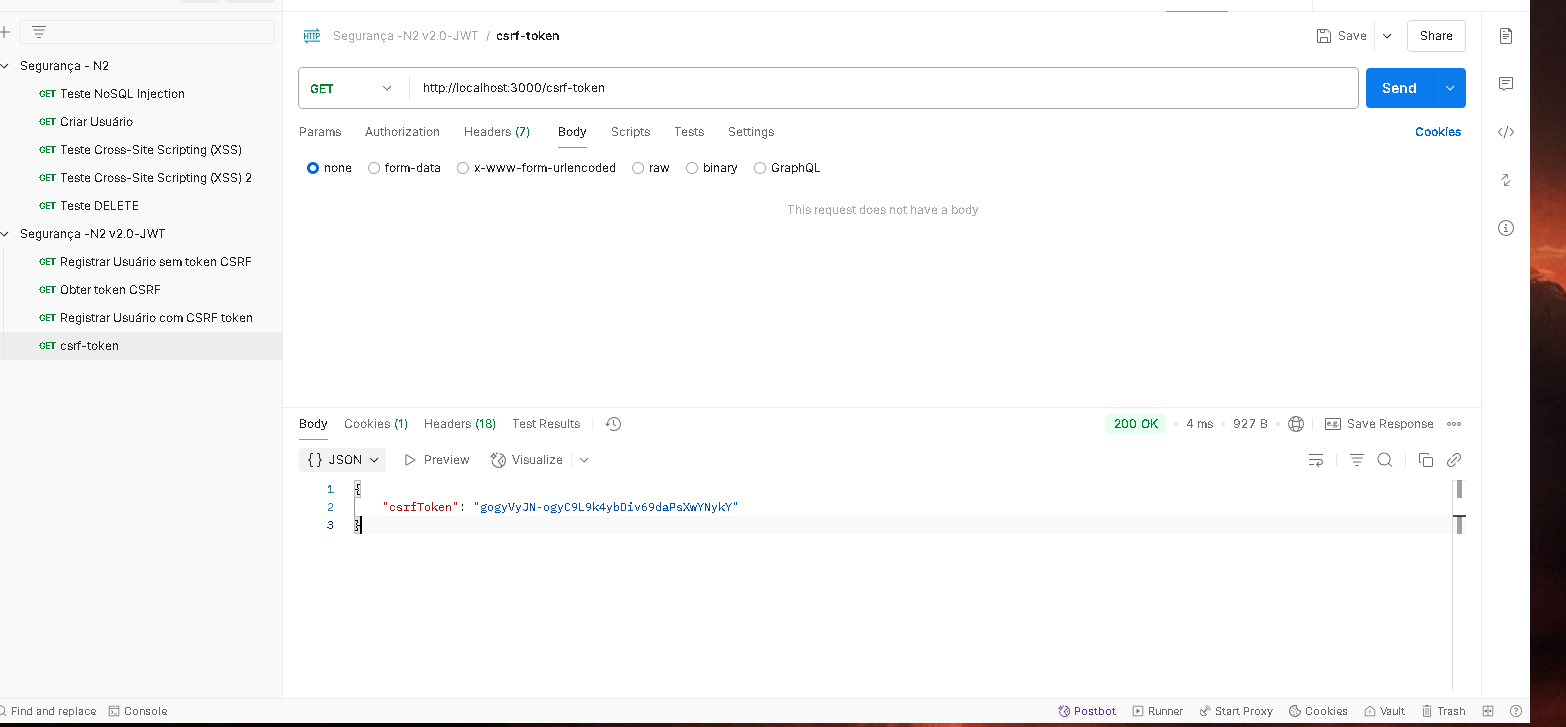 Segurança -N2 v2.0-JWT / csrf-token
Save
Share
Segurança - N2
GET Teste NoSQL Injection
GET Criar Usuário
GET Teste Cross-Site Scripting (XSS)
GET Teste Cross-Site Scripting (XSS) 2
GET Teste DELETE
Segurança -N2 v2.0-JWT
GET Registrar Usuário sem token CSRF
GET Obter token CSRF
GET Registrar Usuário com CSRF token
GET csrf-token
GET http://localhost:3000/csrf-token
Send
Params Authorization Headers (7) Body Scripts Tests Settings Cookies
none form-data x-www-form-urlencoded raw binary GraphQL
This request does not have a body
Body Cookies (1) Headers (18) Test Results 200 OK • 4 ms • 927 B e.g. Save Response
{} JSON Preview Visualize
1 {
2 "csrfToken": "gogyVyJN-ogyC9L9k4ybDiv69daPsXwYNykY"
3 }
Find and replace Console Postbot Runner Start Proxy Cookies Vault Trash